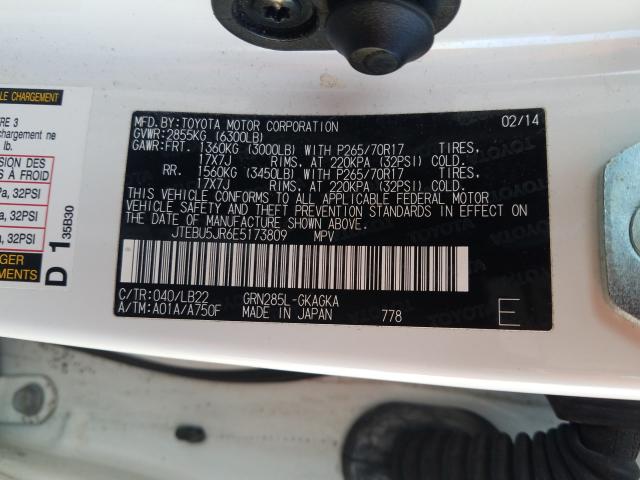 LE CHARGEMENT
RE 3
chargement ne
lb.
SSION DES
S À FROID
Pa, 32PSI
a, 32PSI
a, 32PSI
GER
EMENTS
D 1 35B30
MFD.BY:TOYOTA MOTOR CORPORATION 02/14
GVWR:2855KG (6300LB)
GAWR:FRT. 1360KG (3000LB) WITH P265/70R17 TIRES,
17X7J RIMS, AT 220KPA (32PSI) COLD.
RR. 1560KG (3450LB) WITH P265/70R17 TIRES,
17X7J RIMS, AT 220KPA (32PSI) COLD.
THIS VEHICLE CONFORMS TO ALL APPLICABLE FEDERAL MOTOR
VEHICLE SAFETY AND THEFT PREVENTION STANDARDS IN EFFECT
ON THE DATE OF MANUFACTURE SHOWN ABOVE.
JTEBU5JR6E5173809 MPV
C/TR:040/LB22 GRN285L-GKAGKA
A/TM:A01A/A750F MADE IN JAPAN 778 E